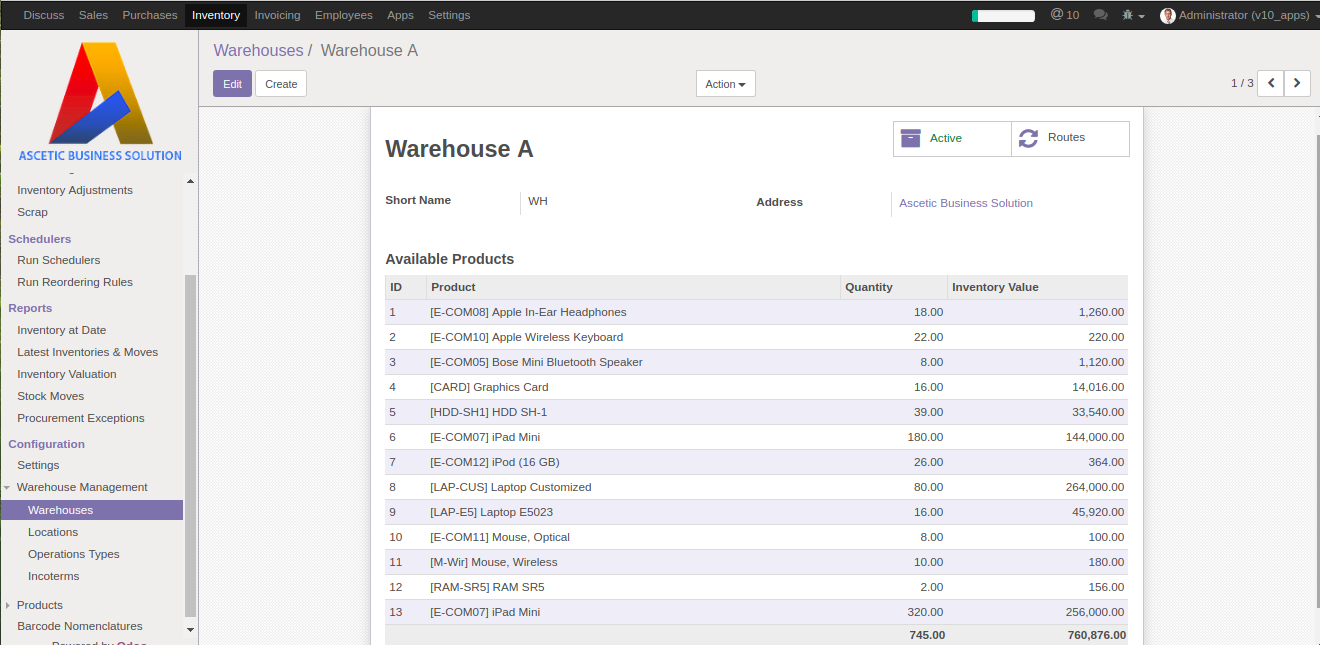 Discuss Sales Purchases Inventory Invoicing Employees Apps Settings @ 10 Administrator (v10_apps)
Warehouses / Warehouse A
Edit Create Action 1 / 3
ASCETIC BUSINESS SOLUTION
Inventory Adjustments
Scrap
Schedulers
Run Schedulers
Run Reordering Rules
Reports
Inventory at Date
Latest Inventories & Moves
Inventory Valuation
Stock Moves
Procurement Exceptions
Configuration
Settings
Warehouse Management
Warehouses
Locations
Operations Types
Incoterms
Products
Barcode Nomenclatures
Powered by Odoo
Active Routes
Warehouse A
Short Name WH Address Ascetic Business Solution
Available Products
ID Product Quantity Inventory Value
1 [E-COM08] Apple In-Ear Headphones 18.00 1,260.00
2 [E-COM10] Apple Wireless Keyboard 22.00 220.00
3 [E-COM05] Bose Mini Bluetooth Speaker 8.00 1,120.00
4 [CARD] Graphics Card 16.00 14,016.00
5 [HDD-SH1] HDD SH-1 39.00 33,540.00
6 [E-COM07] iPad Mini 180.00 144,000.00
7 [E-COM12] iPod (16 GB) 26.00 364.00
8 [LAP-CUS] Laptop Customized 80.00 264,000.00
9 [LAP-E5] Laptop E5023 16.00 45,920.00
10 [E-COM11] Mouse, Optical 8.00 100.00
11 [M-Wir] Mouse, Wireless 10.00 180.00
12 [RAM-SR5] RAM SR5 2.00 156.00
13 [E-COM07] iPad Mini 320.00 256,000.00
745.00 760,876.00